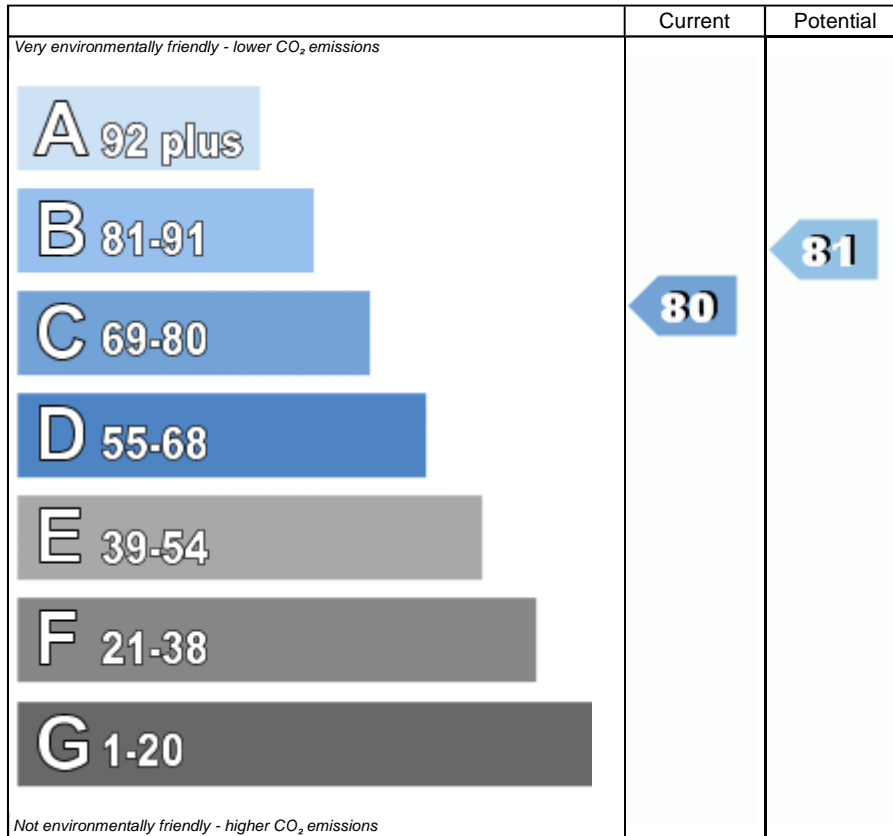 Current Potential
Very environmentally friendly - lower CO₂ emissions
A 92 plus
B 81-91
81
C 69-80
80
D 55-68
E 39-54
F 21-38
G 1-20
Not environmentally friendly - higher CO₂ emissions